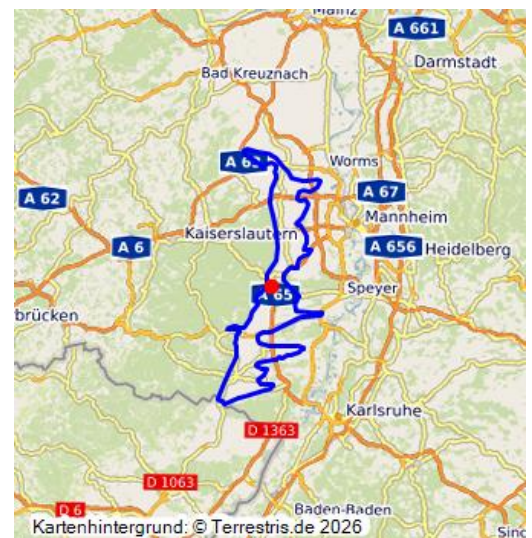 Mainz
A 661
Darmstadt
Bad Kreuznach
Worms
A 67
A 62
Mannheim
Kaiserslautern
A 6
A 656
Heidelberg
Speyer
A 65
brücken
Karlsruhe
D 1363
D 1063
D 6
Baden-Baden
Sin
Kartenhintergrund: © Terrestris.de 2026